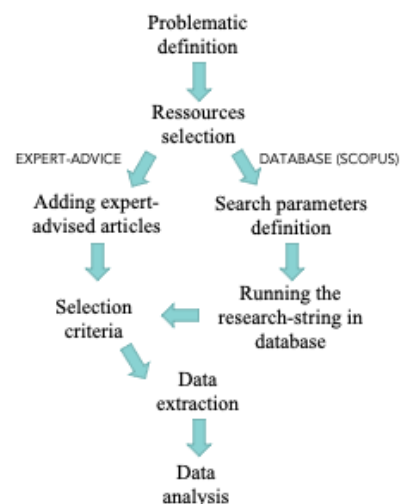 Problematic
definition
Ressources
selection
EXPERT-ADVICE
DATABASE (SCOPUS)
Adding expert-
advised articles
Search parameters
definition
Selection
criteria
Running the
research-string in
database
Data
extraction
Data
analysis